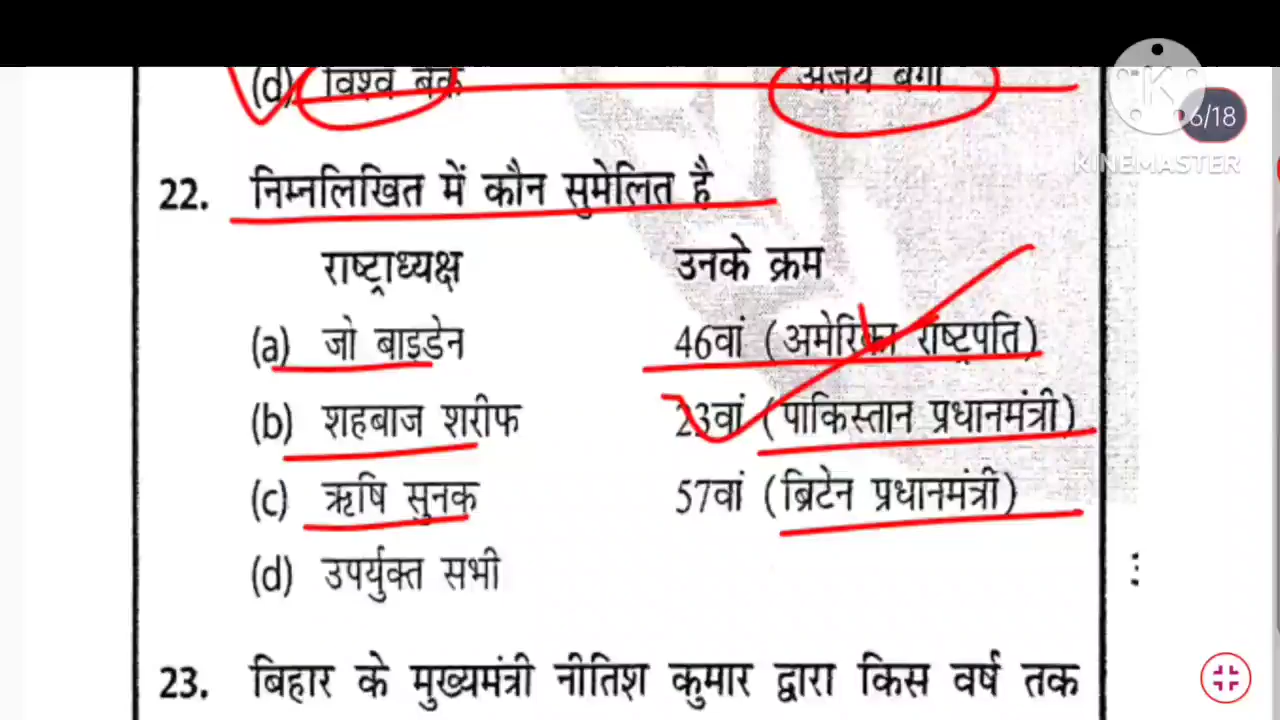 (d) विश्व बैंक अजय बंगा
6/18
KINEMASTER
22. निम्नलिखित में कौन सुमेलित है
राष्ट्राध्यक्ष उनके क्रम
(a) जो बाइडेन 46वां (अमेरिका राष्ट्रपति)
(b) शहबाज शरीफ 23वां (पाकिस्तान प्रधानमंत्री)
(c) ऋषि सुनक 57वां (ब्रिटेन प्रधानमंत्री)
(d) उपर्युक्त सभी
23. बिहार के मुख्यमंत्री नीतिश कुमार द्वारा किस वर्ष तक